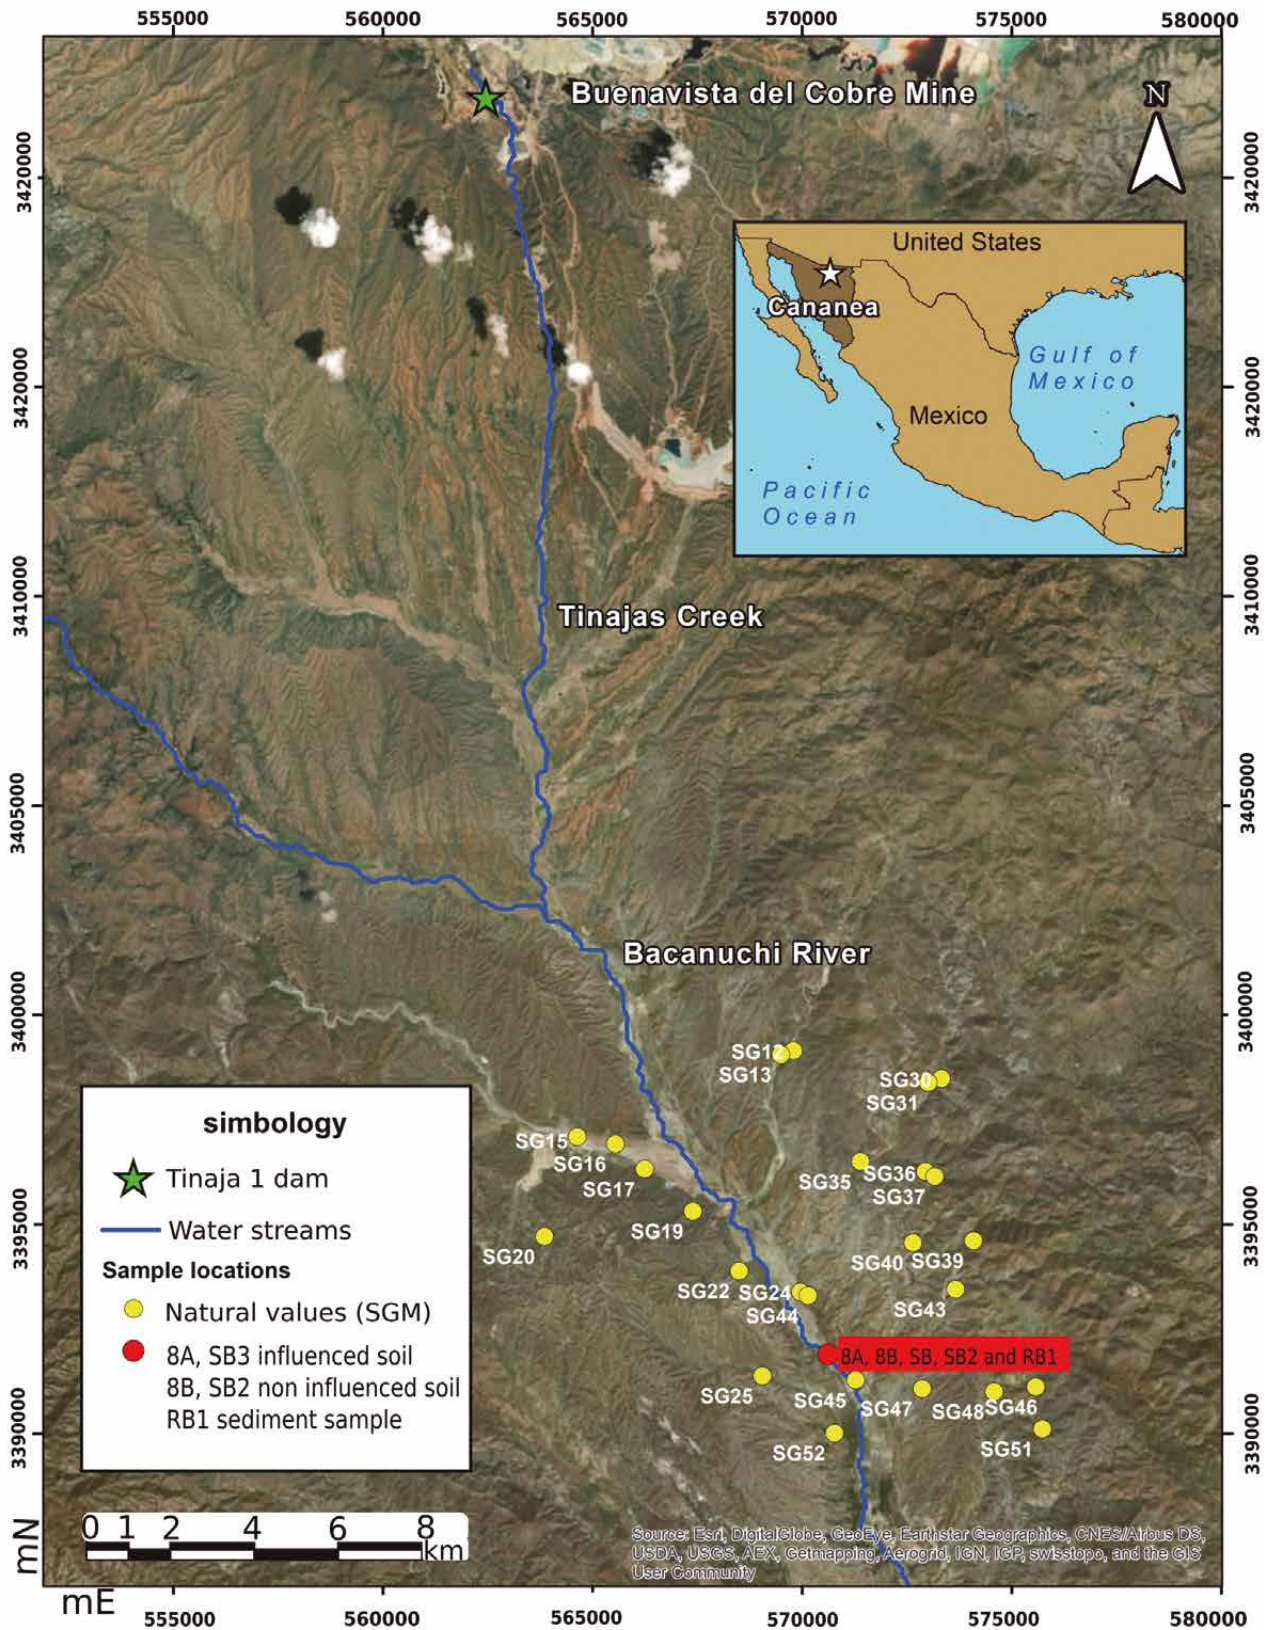 555000 560000 565000 570000 575000 580000
Buenavista del Cobre Mine
N
3420000
3420000
United States
Cananea
Gulf of
Mexico
3420000
3420000
Mexico
Pacific
Ocean
3410000
Tinajas Creek
3410000
3405000
3405000
Bacanuchi River
3400000
3400000
SG12
SG13
SG30
SG31
simbology
SG15
SG16
SG17
SG35
SG36
SG37
Tinaja 1 dam
Water streams
SG19
SG20
3395000
3395000
SG40
SG39
Sample locations
SG22
SG24
SG44
SG43
Natural values (SGM)
8A, SB3 influenced soil
8B, SB2 non influenced soil
RB1 sediment sample
8A, 8B, SB, SB2 and RB1
SG25
SG45
SG47
SG48
SG46
3390000
3390000
SG52
SG51
0 1 2 4 6 8
km
Source: Esri, DigitalGlobe, GeoEye, Earthstar Geographics, CNES/Airbus DS,
USDA, USGS, AEX, Getmapping, Aerogrid, IGN, IGP, swisstopo, and the GIS
User Community
mN
mE
555000 560000 565000 570000 575000 580000